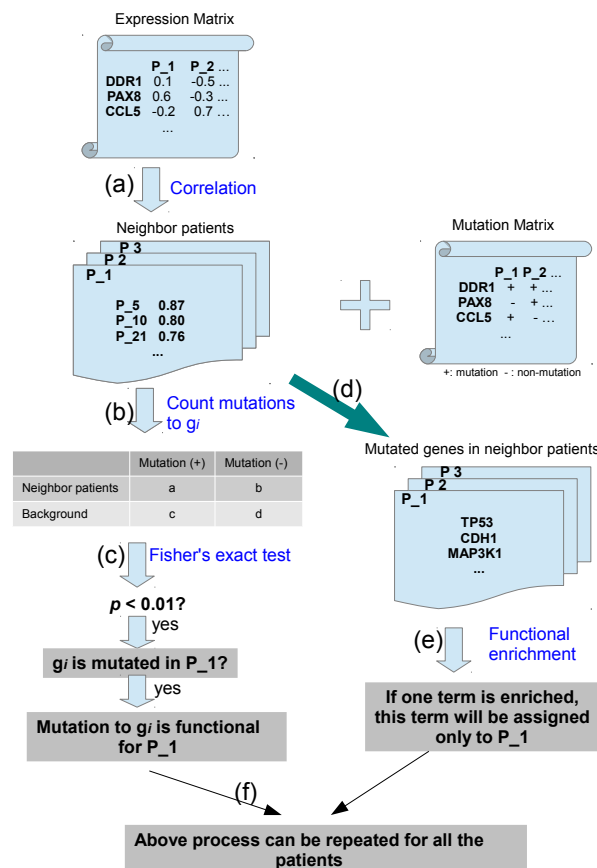 Expression Matrix
P_1 P_2 ...
DDR1 0.1 -0.5 ...
PAX8 0.6 -0.3 ...
CCL5 -0.2 0.7 ...
...
(a) Correlation
Neighbor patients
P 3
P 2
P_1
P_5 0.87
P_10 0.80
P_21 0.76
...
Mutation Matrix
P_1 P_2 ...
DDR1 + + ...
PAX8 - + ...
CCL5 + - ...
...
+: mutation - : non-mutation
(b) Count mutations
to gi
(d)
Mutation (+) Mutation (-)
Neighbor patients a b
Background c d
Mutated genes in neighbor patients
P 3
P 2
P_1
TP53
CDH1
MAP3K1
...
(c) Fisher's exact test
p < 0.01?
yes
gi is mutated in P_1?
yes
Mutation to gi is functional
for P_1
(e) Functional
enrichment
If one term is enriched,
this term will be assigned
only to P_1
(f)
Above process can be repeated for all the
patients